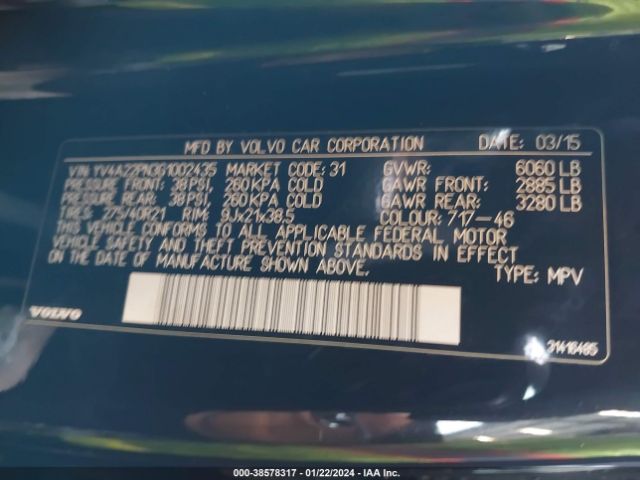 MFD BY VOLVO CAR CORPORATION DATE: 03/15
VIN YV4A22PN3G1002435 MARKET CODE: 31 GVWR: 6060 LB
PRESSURE FRONT: 38 PSI, 260 KPA COLD GAWR FRONT: 2885 LB
PRESSURE REAR: 38 PSI, 260 KPA COLD GAWR REAR: 3280 LB
TIRES: 275/40R21 RIM: 9Jx21x38,5 COLOUR: 717-46
THIS VEHICLE CONFORMS TO ALL APPLICABLE FEDERAL MOTOR
VEHICLE SAFETY AND THEFT PREVENTION STANDARDS IN EFFECT
ON THE DATE OF MANUFACTURE SHOWN ABOVE. TYPE: MPV
VOLVO 31416485
000-38578317 - 01/22/2024 - IAA Inc.